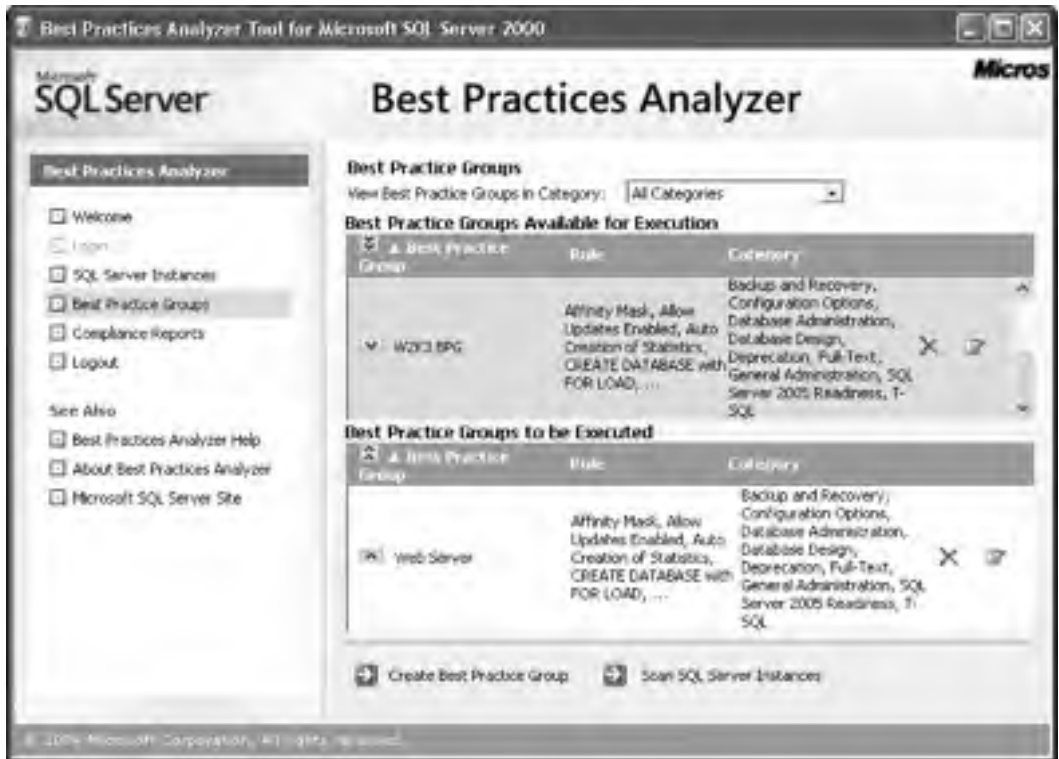 Best Practices Analyzer Tool for Microsoft SQL Server 2000
Microsoft
SQL Server
Best Practices Analyzer
Micros
Best Practices Analyzer
Welcome
Login
SQL Server Instances
Best Practice Groups
Compliance Reports
Logout
See Also
Best Practices Analyzer Help
About Best Practices Analyzer
Microsoft SQL Server Site
Best Practice Groups
View Best Practice Groups in Category: All Categories
Best Practice Groups Available for Execution
Best Practice
Group
Rule
Category
W2K3 BPG
Affinity Mask, Allow
Updates Enabled, Auto
Creation of Statistics,
CREATE DATABASE with
FOR LOAD, ...
Backup and Recovery,
Configuration Options,
Database Administration,
Database Design,
Deprecation, Full-Text,
General Administration, SQL
Server 2005 Readiness, T-
SQL
Best Practice Groups to be Executed
Best Practice
Group
Rule
Category
Web Server
Affinity Mask, Allow
Updates Enabled, Auto
Creation of Statistics,
CREATE DATABASE with
FOR LOAD, ...
Backup and Recovery,
Configuration Options,
Database Administration,
Database Design,
Deprecation, Full-Text,
General Administration, SQL
Server 2005 Readiness, T-
SQL
Create Best Practice Group
Scan SQL Server Instances
Microsoft Corporation. All rights reserved.